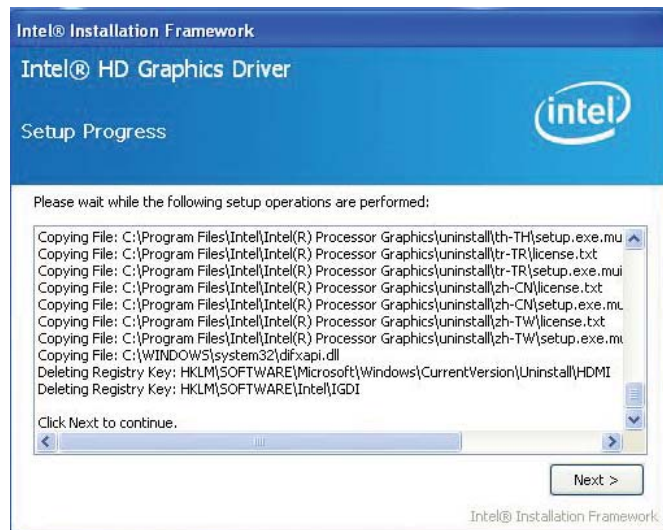 Intel® Installation Framework
Intel® HD Graphics Driver
intel
Setup Progress
Please wait while the following setup operations are performed:
Copying File: C:\Program Files\Intel\Intel(R) Processor Graphics\uninstall\th-TH\setup.exe.mu
Copying File: C:\Program Files\Intel\Intel(R) Processor Graphics\uninstall\tr-TR\license.txt
Copying File: C:\Program Files\Intel\Intel(R) Processor Graphics\uninstall\tr-TR\setup.exe.mui
Copying File: C:\Program Files\Intel\Intel(R) Processor Graphics\uninstall\zh-CN\license.txt
Copying File: C:\Program Files\Intel\Intel(R) Processor Graphics\uninstall\zh-CN\setup.exe.mu
Copying File: C:\Program Files\Intel\Intel(R) Processor Graphics\uninstall\zh-TW\license.txt
Copying File: C:\Program Files\Intel\Intel(R) Processor Graphics\uninstall\zh-TW\setup.exe.mu
Copying File: C:\WINDOWS\system32\difxapi.dll
Deleting Registry Key: HKLM\SOFTWARE\Microsoft\Windows\CurrentVersion\Uninstall\HDMI
Deleting Registry Key: HKLM\SOFTWARE\Intel\IGDI
Click Next to continue.
Next >
Intel® Installation Framework